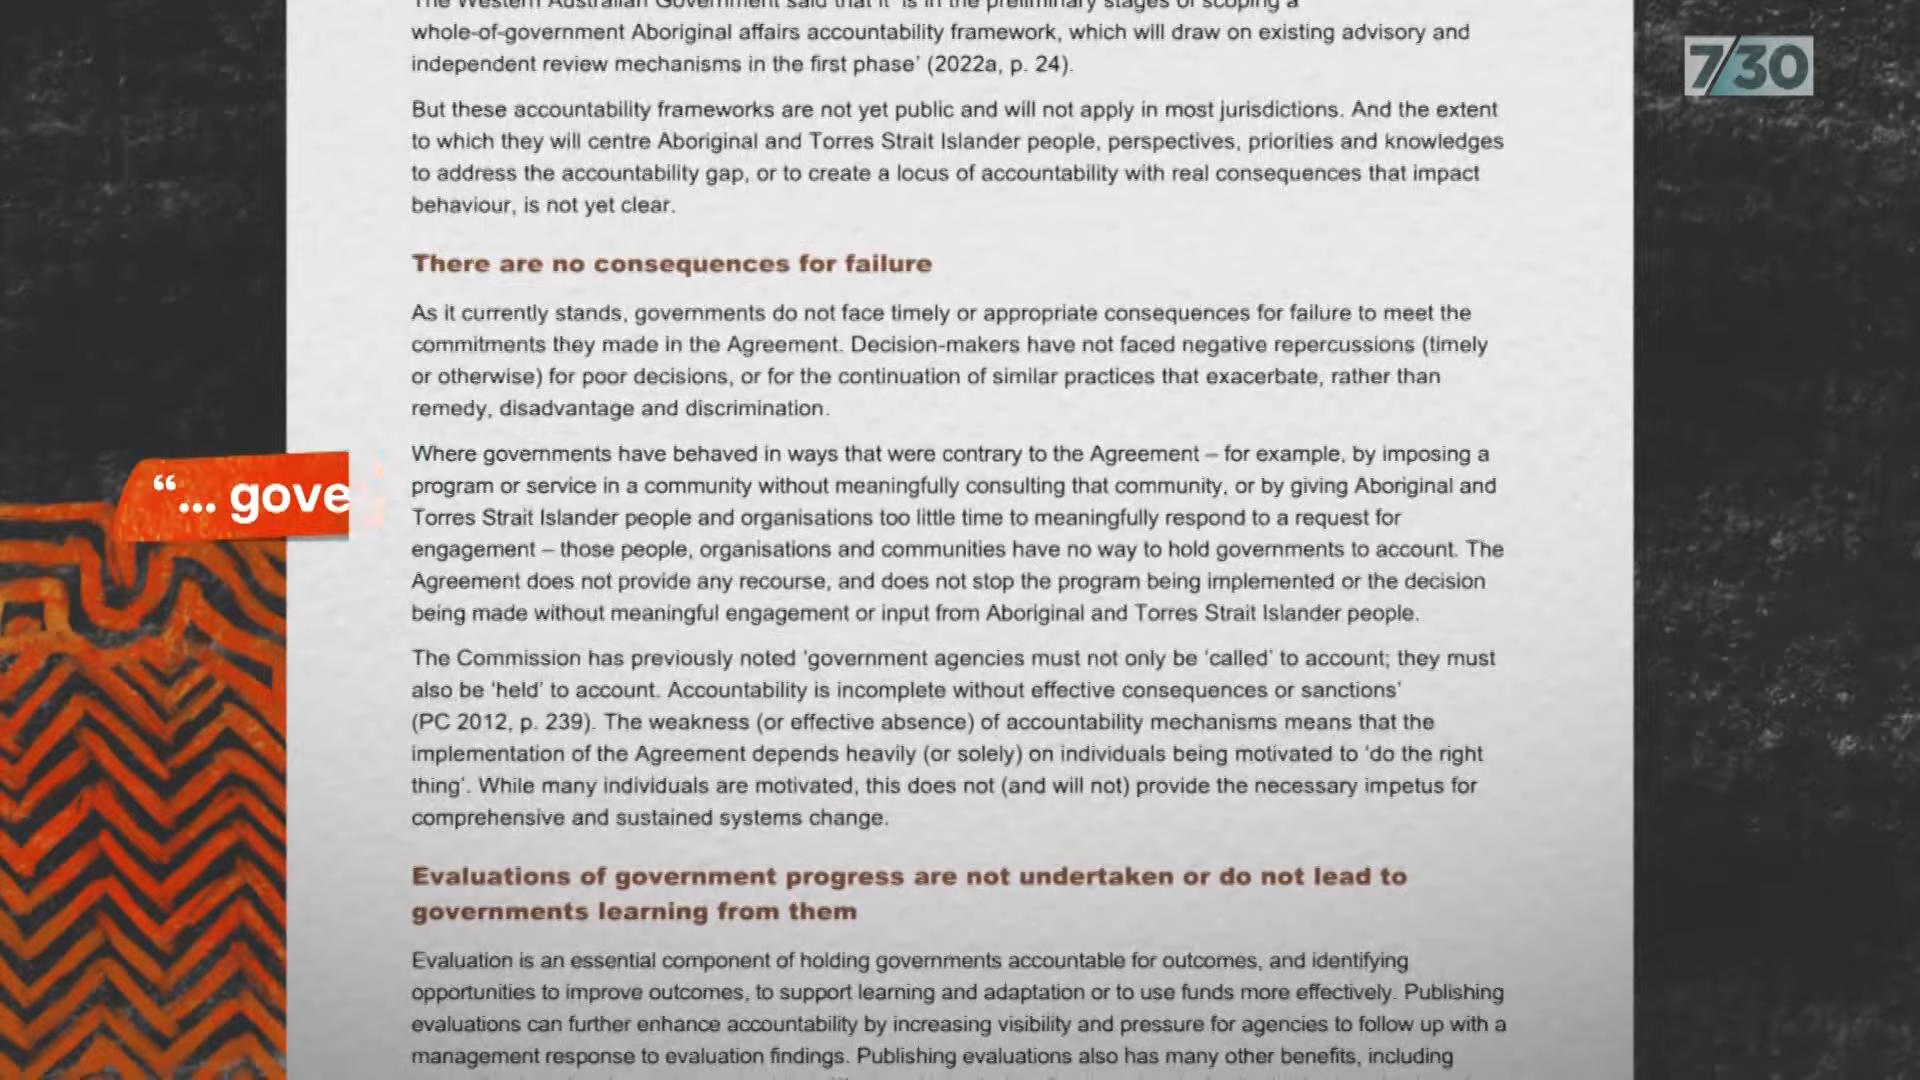 The Western Australian Government said that it 'is in the preliminary stages of scoping a
whole-of-government Aboriginal affairs accountability framework, which will draw on existing advisory and
independent review mechanisms in the first phase' (2022a, p. 24).
7/30
But these accountability frameworks are not yet public and will not apply in most jurisdictions. And the extent
to which they will centre Aboriginal and Torres Strait Islander people, perspectives, priorities and knowledges
to address the accountability gap, or to create a locus of accountability with real consequences that impact
behaviour, is not yet clear.
There are no consequences for failure
As it currently stands, governments do not face timely or appropriate consequences for failure to meet the
commitments they made in the Agreement. Decision-makers have not faced negative repercussions (timely
or otherwise) for poor decisions, or for the continuation of similar practices that exacerbate, rather than
remedy, disadvantage and discrimination.
"... gove
Where governments have behaved in ways that were contrary to the Agreement – for example, by imposing a
program or service in a community without meaningfully consulting that community, or by giving Aboriginal and
Torres Strait Islander people and organisations too little time to meaningfully respond to a request for
engagement – those people, organisations and communities have no way to hold governments to account. The
Agreement does not provide any recourse, and does not stop the program being implemented or the decision
being made without meaningful engagement or input from Aboriginal and Torres Strait Islander people.
The Commission has previously noted 'government agencies must not only be 'called' to account; they must
also be 'held' to account. Accountability is incomplete without effective consequences or sanctions'
(PC 2012, p. 239). The weakness (or effective absence) of accountability mechanisms means that the
implementation of the Agreement depends heavily (or solely) on individuals being motivated to 'do the right
thing'. While many individuals are motivated, this does not (and will not) provide the necessary impetus for
comprehensive and sustained systems change.
Evaluations of government progress are not undertaken or do not lead to
governments learning from them
Evaluation is an essential component of holding governments accountable for outcomes, and identifying
opportunities to improve outcomes, to support learning and adaptation or to use funds more effectively. Publishing
evaluations can further enhance accountability by increasing visibility and pressure for agencies to follow up with a
management response to evaluation findings. Publishing evaluations also has many other benefits, including